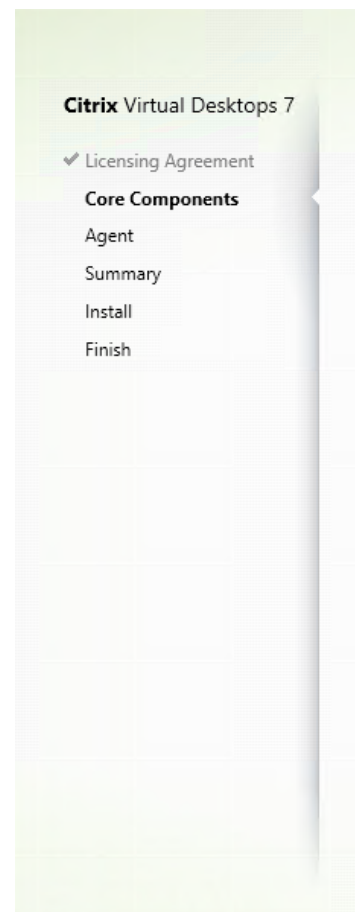 Citrix Virtual Desktops 7
Licensing Agreement
Core Components
Agent
Summary
Install
Finish